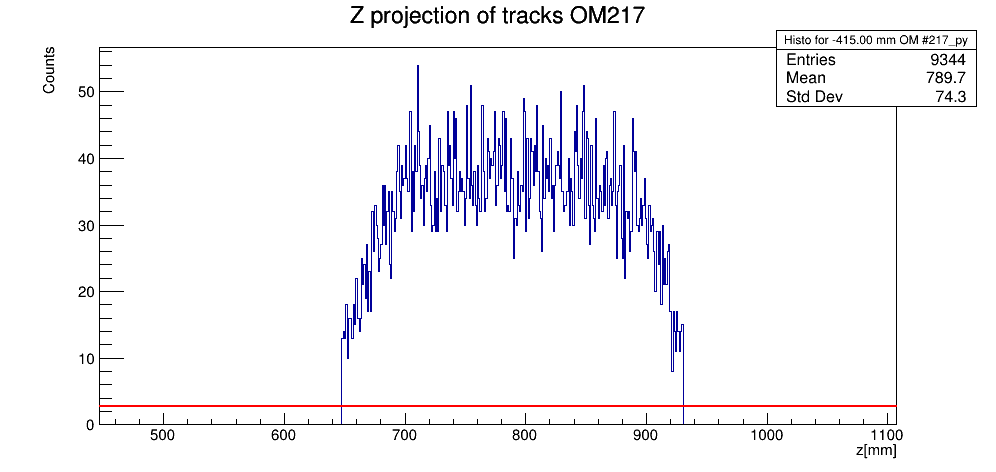 Z projection of tracks OM217
Histo for -415.00 mm OM #217_py
Entries 9344
Mean 789.7
Std Dev 74.3
Counts
50
40
30
20
10
0
500 600 700 800 900 1000 1100
z[mm]